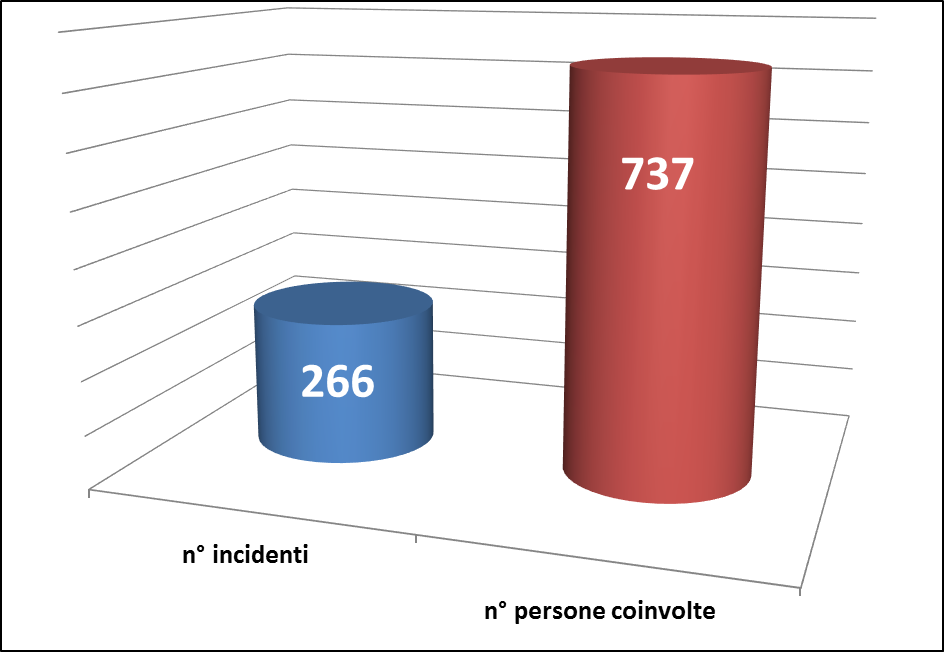 737
266
n° incidenti
n° persone coinvolte